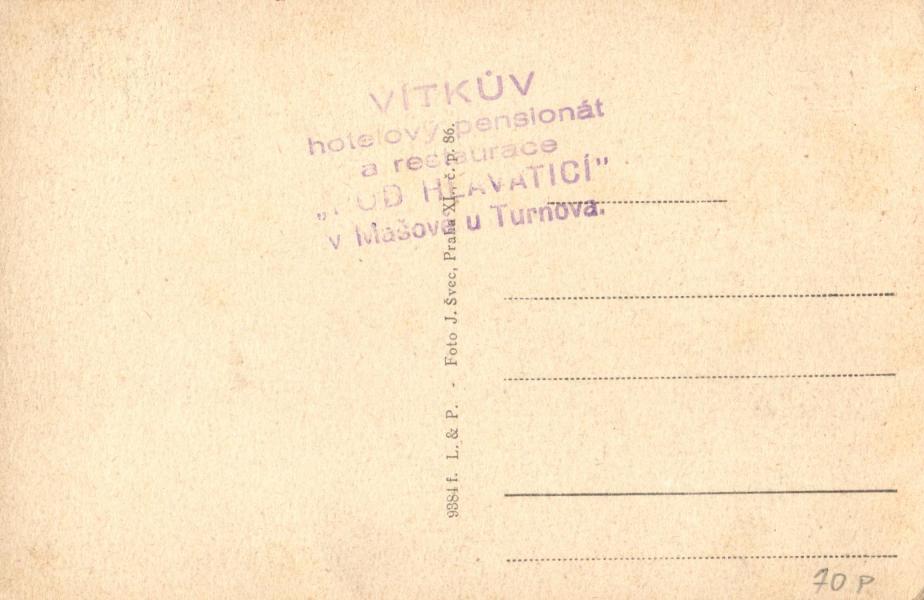 VÍTKŮV
hotelový pensionát
a restaurace
„POD HLAVATICÍ"
v Mašově u Turnova.
9384 f. L. & P. - Foto J. Švec, Praha XI., č. p. 86.
70 P